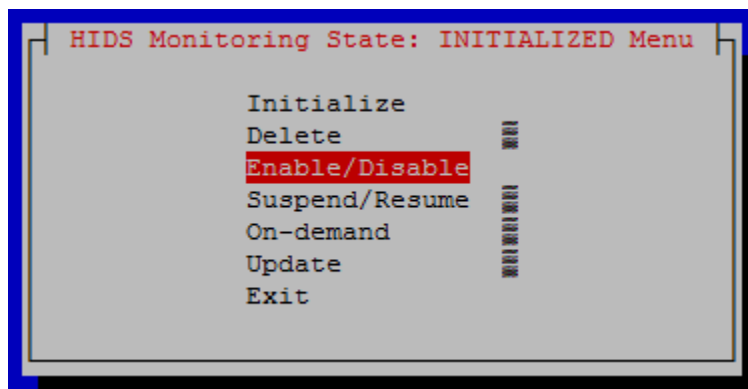 HIDS Monitoring State: INITIALIZED Menu
Initialize
Delete
Enable/Disable
Suspend/Resume
On-demand
Update
Exit